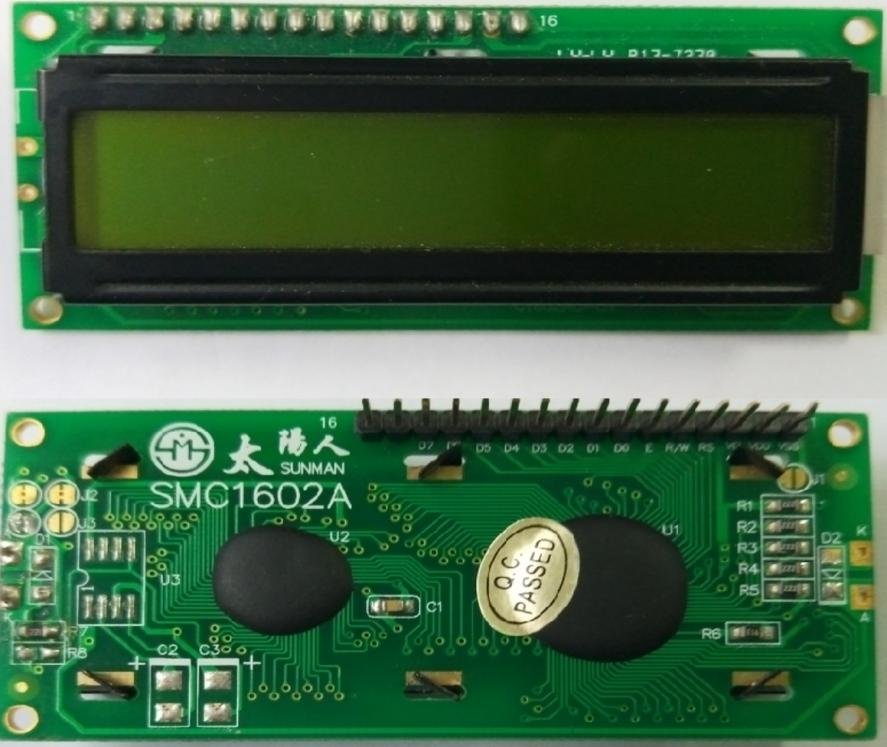 16
16
太陽人
SUNMAN
SMC1602A
D7 D5 D4 D3 D2 D1 D0 E R/W RS VDD VSS
J1
J2
J3
D1
U3
U2
U1
C1
Q.C.
PASSED
R1
R2
R3
R4
R5
R6
D2
K
A
K
R8
+ C2 C3 +